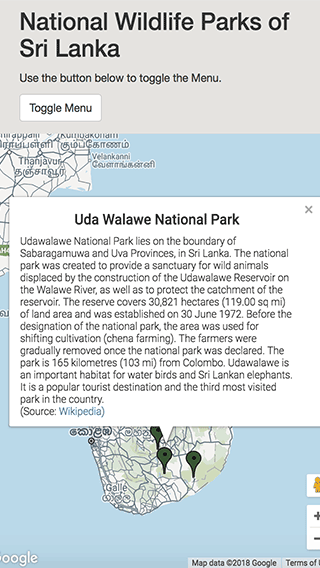 National Wildlife Parks of
Sri Lanka
Use the button below to toggle the Menu.
Toggle Menu
Kumbakonam
கும்பகோணம்
Thanjavur
தஞ்சாவூர்
Velankanni
வேளாங்கண்ணி
×
Uda Walawe National Park
Udawalawe National Park lies on the boundary of
Sabaragamuwa and Uva Provinces, in Sri Lanka. The national
park was created to provide a sanctuary for wild animals
displaced by the construction of the Udawalawe Reservoir on
the Walawe River, as well as to protect the catchment of the
reservoir. The reserve covers 30,821 hectares (119.00 sq mi)
of land area and was established on 30 June 1972. Before the
designation of the national park, the area was used for
shifting cultivation (chena farming). The farmers were
gradually removed once the national park was declared. The
park is 165 kilometres (103 mi) from Colombo. Udawalawe is
an important habitat for water birds and Sri Lankan elephants.
It is a popular tourist destination and the third most visited
park in the country.
(Source: Wikipedia)
Galle
ගාල්ල
+
−
oogle
Map data ©2018 Google
Terms of